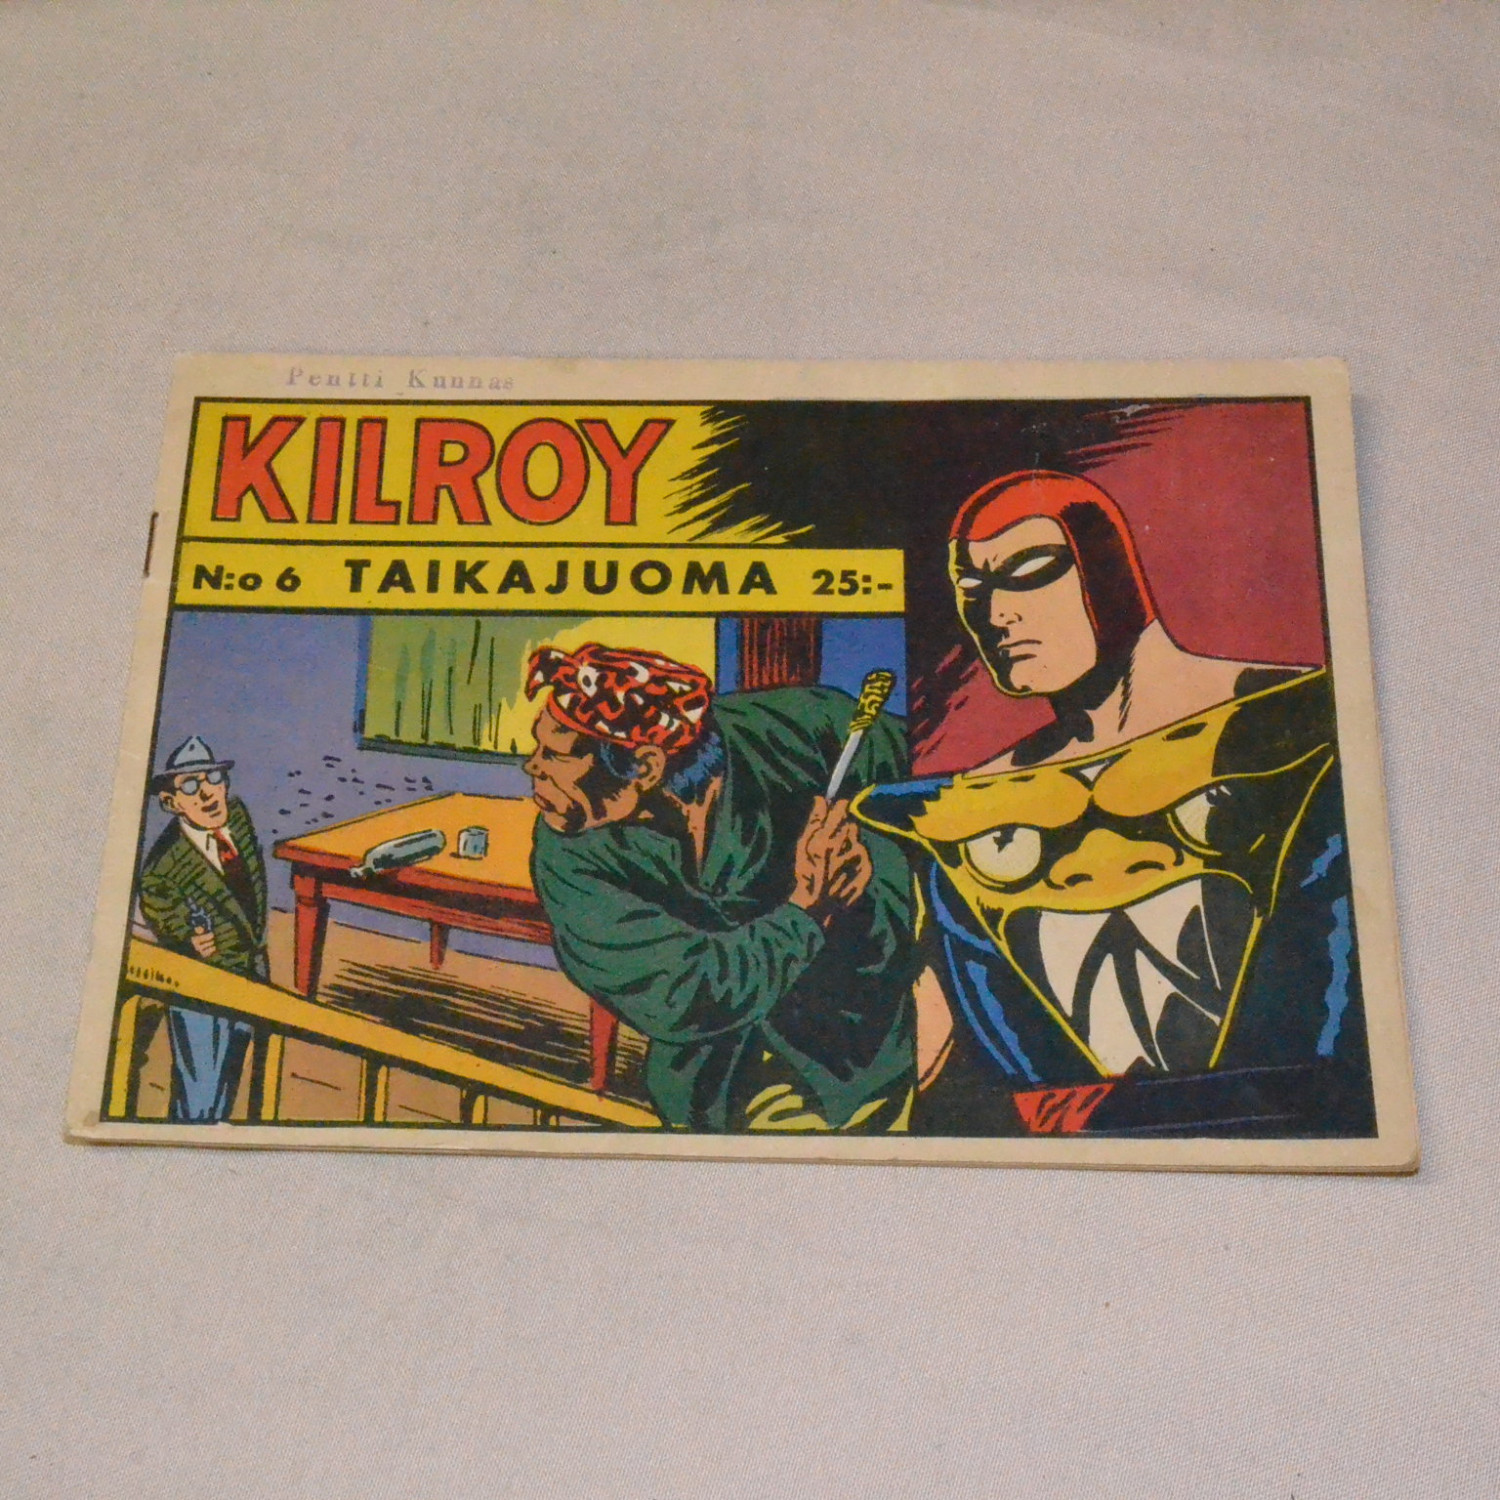 Pentti Kunnas
KILROY
N:o 6 TAIKAJUOMA 25:-